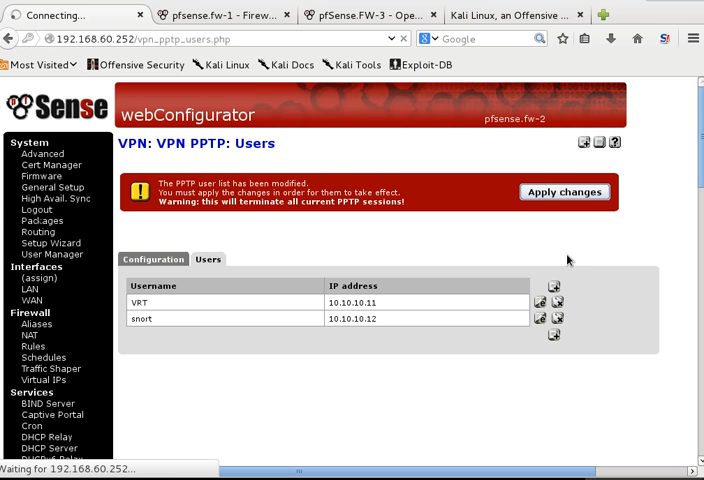 Connecting...
pfsense.fw-1 - Firew...
pfSense.FW-3 - Ope...
Kali Linux, an Offensive ...
192.168.60.252/vpn_pptp_users.php
Google
Most Visited
Offensive Security
Kali Linux
Kali Docs
Kali Tools
Exploit-DB
Sense
webConfigurator
pfsense.fw-2
System
Advanced
Cert Manager
Firmware
General Setup
High Avail. Sync
Logout
Packages
Routing
Setup Wizard
User Manager
Interfaces
(assign)
LAN
WAN
Firewall
Aliases
NAT
Rules
Schedules
Traffic Shaper
Virtual IPs
Services
BIND Server
Captive Portal
Cron
DHCP Relay
DHCP Server
DHCPv6 Relay
VPN: VPN PPTP: Users
The PPTP user list has been modified.
You must apply the changes in order for them to take effect.
Warning: this will terminate all current PPTP sessions!
Apply changes
Configuration
Users
Username IP address
VRT 10.10.10.11
snort 10.10.10.12
Waiting for 192.168.60.252...